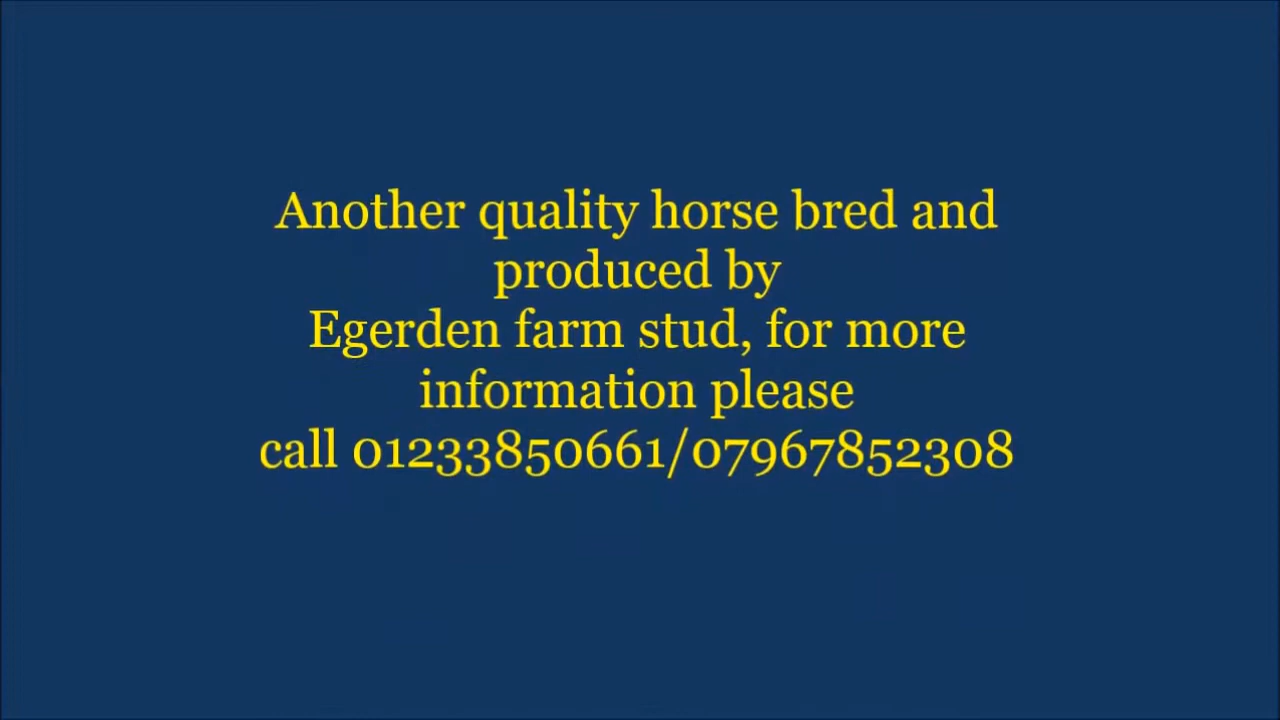 Another quality horse bred and
produced by
Egerden farm stud, for more
information please
call 01233850661/07967852308